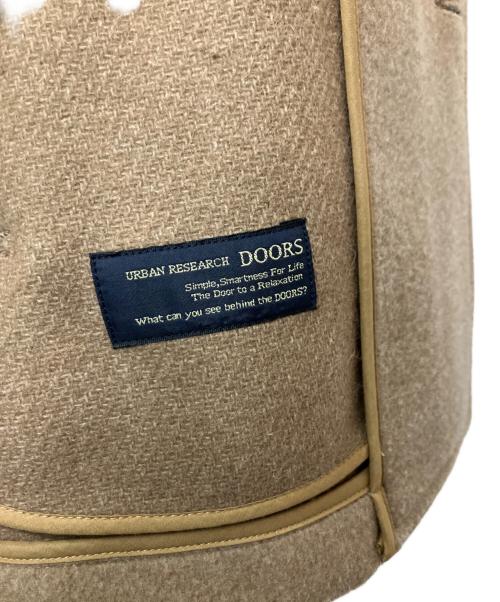 URBAN RESEARCH DOORS
Simple,Smartness For Life
The Door to a Relaxation
What can you see behind the DOORS?